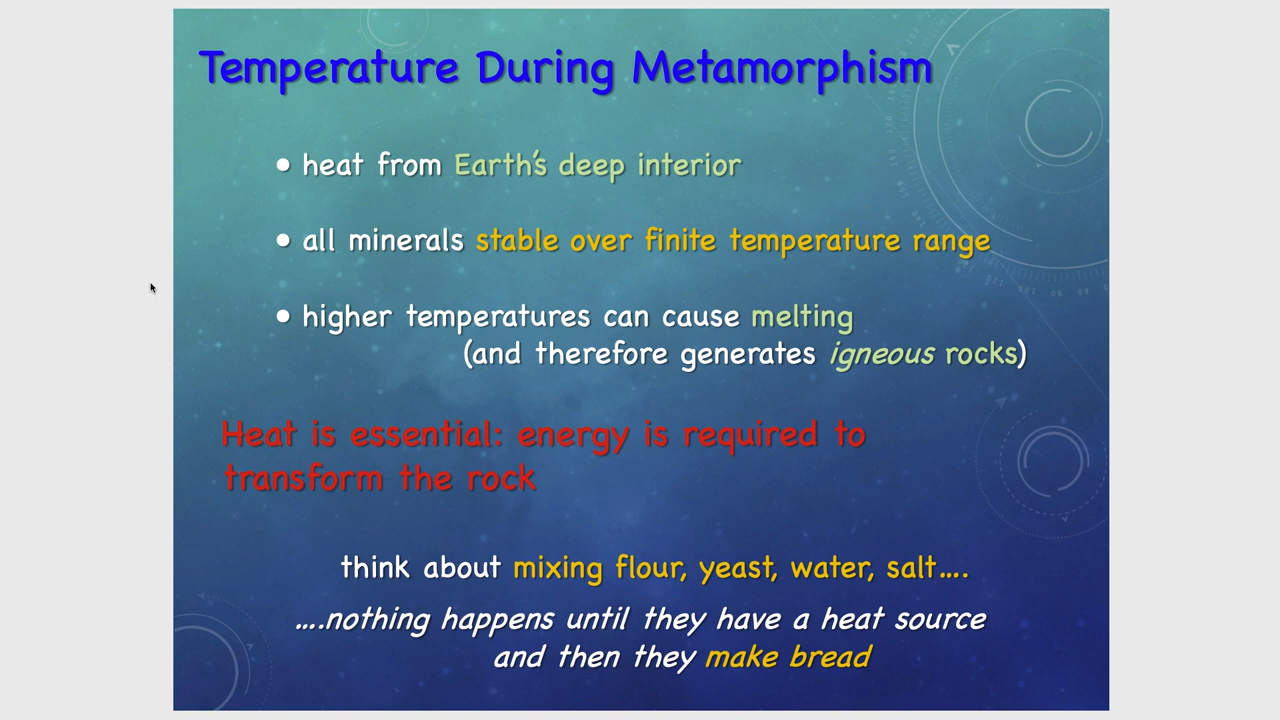 Temperature During Metamorphism
• heat from Earth's deep interior
• all minerals stable over finite temperature range
• higher temperatures can cause melting
(and therefore generates igneous rocks)
Heat is essential: energy is required to
transform the rock
think about mixing flour, yeast, water, salt....
....nothing happens until they have a heat source
and then they make bread